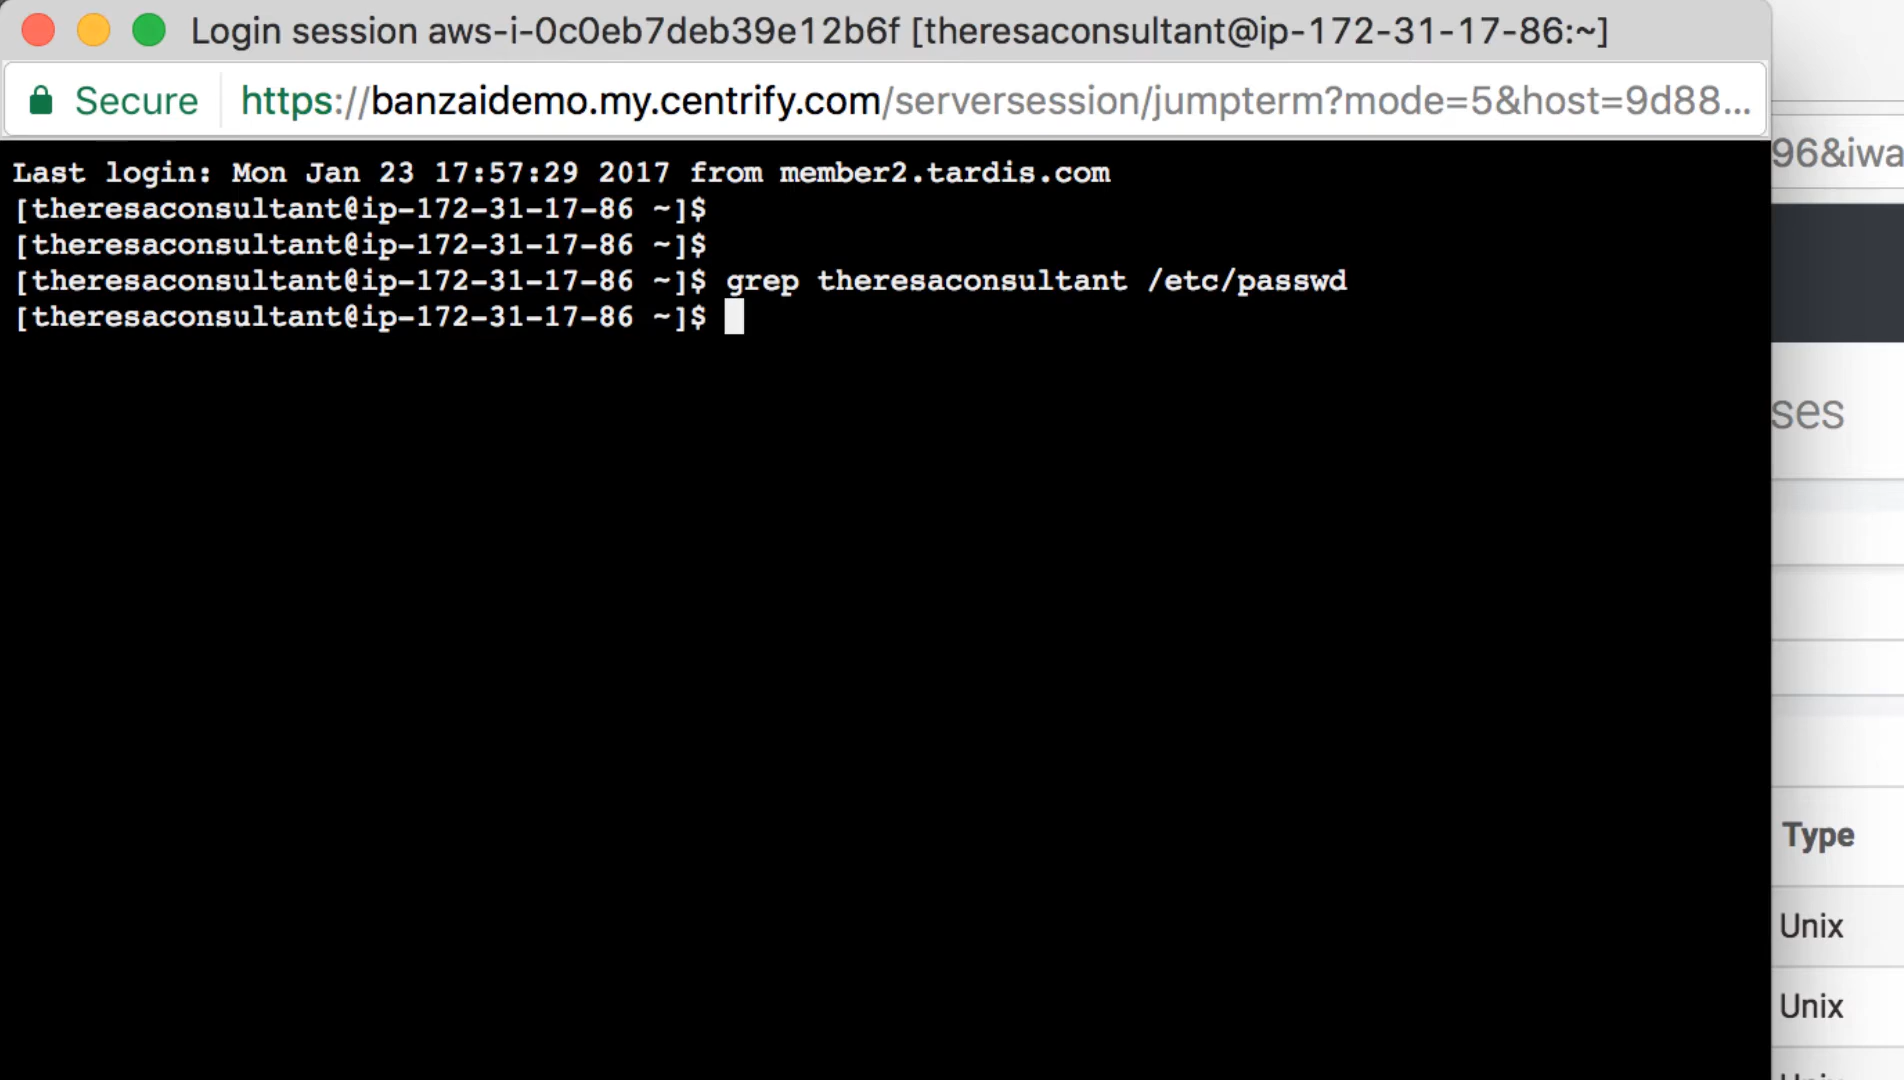 Login session aws-i-0c0eb7deb39e12b6f [theresaconsultant@ip-172-31-17-86:~]
Secure https://banzaidemo.my.centrify.com/serversession/jumpterm?mode=5&host=9d88...
96&iwa
Last login: Mon Jan 23 17:57:29 2017 from member2.tardis.com
[theresaconsultant@ip-172-31-17-86 ~]$
[theresaconsultant@ip-172-31-17-86 ~]$
[theresaconsultant@ip-172-31-17-86 ~]$ grep theresaconsultant /etc/passwd
[theresaconsultant@ip-172-31-17-86 ~]$
ses
Type
Unix
Unix